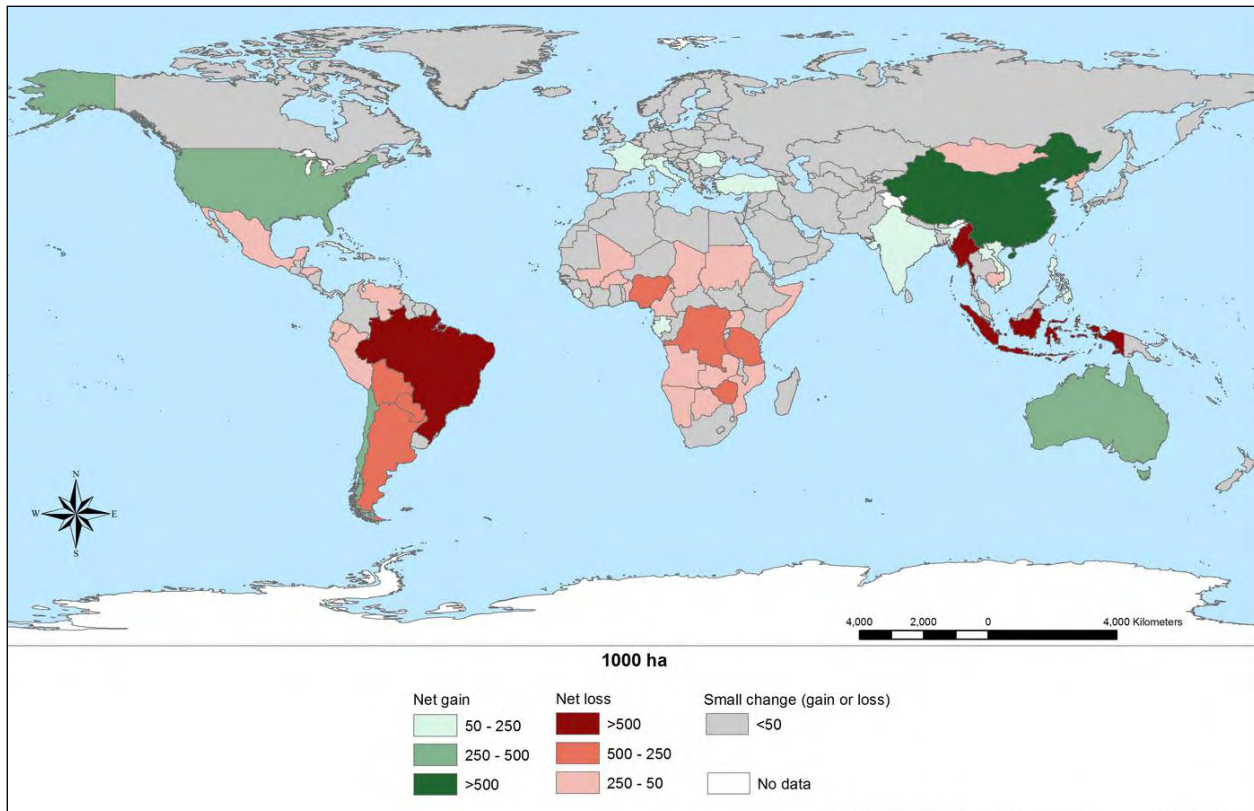 N
W E
S
4,000 2,000 0 4,000 Kilometers
1000 ha
Net gain Net loss Small change (gain or loss)
50 - 250 >500 <50
250 - 500 500 - 250
>500 250 - 50 No data